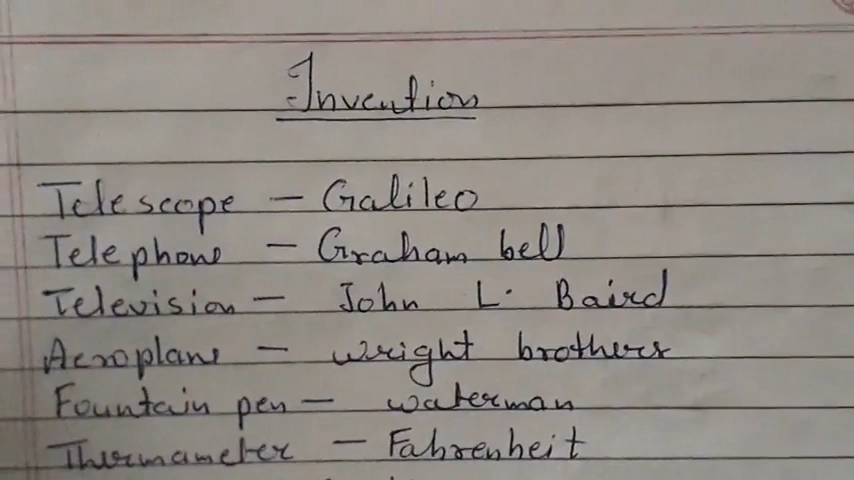 Invention
Telescope - Galileo
Telephone - Graham bell
Television - John L. Baird
Aeroplane - wright brothers
Fountain pen - waterman
Thermameter - Fahrenheit